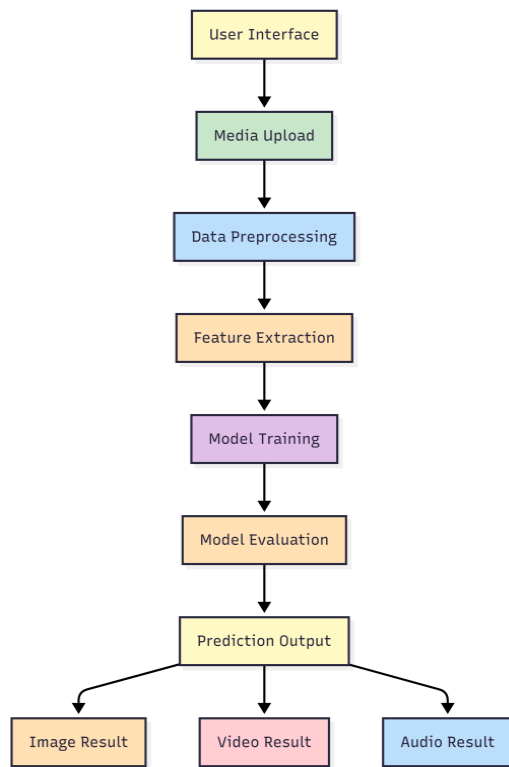 User Interface
Media Upload
Data Preprocessing
Feature Extraction
Model Training
Model Evaluation
Prediction Output
Image Result
Video Result
Audio Result